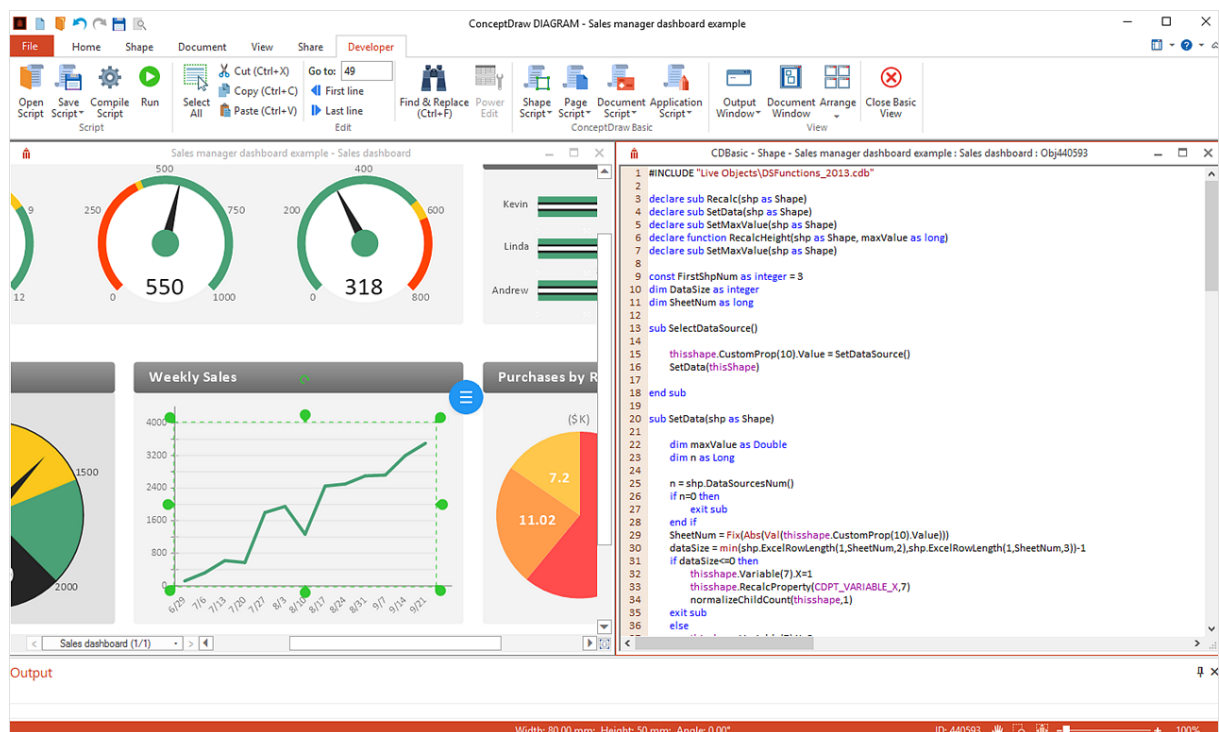 ConceptDraw DIAGRAM - Sales manager dashboard example
File Home Shape Document View Share Developer
Open Script
Save Script
Compile Script
Run
Script
Select All
Cut (Ctrl+X)
Copy (Ctrl+C)
Paste (Ctrl+V)
Go to: 49
First line
Last line
Edit
Find & Replace (Ctrl+F)
Power Edit
Shape Script
Page Script
Document Script
Application Script
ConceptDraw Basic
Output Window
Document Window
Arrange
View
Close Basic View
Sales manager dashboard example - Sales dashboard
9
12
500
250
750
550
0
1000
400
200
600
318
0
800
Kevin
Linda
Andrew
1500
2000
Weekly Sales
4000
3200
2400
1600
800
0
6/29 7/6 7/13 7/20 7/27 8/3 8/10 8/17 8/24 8/31 9/7 9/14 9/21
Purchases by R
($ K)
7.2
11.02
Sales dashboard (1/1)
CDBasic - Shape - Sales manager dashboard example : Sales dashboard : Obj440593
1 #INCLUDE "Live Objects\DSFunctions_2013.cdb"
2
3 declare sub Recalc(shp as Shape)
4 declare sub SetData(shp as Shape)
5 declare sub SetMaxValue(shp as Shape)
6 declare function RecalcHeight(shp as Shape, maxValue as long)
7 declare sub SetMaxValue(shp as Shape)
8
9 const FirstShpNum as integer = 3
10 dim DataSize as integer
11 dim SheetNum as long
12
13 sub SelectDataSource()
14
15 thisshape.CustomProp(10).Value = SetDataSource()
16 SetData(thisShape)
17
18 end sub
19
20 sub SetData(shp as Shape)
21
22 dim maxValue as Double
23 dim n as Long
24
25 n = shp.DataSourcesNum()
26 if n=0 then
27 exit sub
28 end if
29 SheetNum = Fix(Abs(Val(thisshape.CustomProp(10).Value)))
30 dataSize = min(shp.ExcelRowLength(1,SheetNum,2),shp.ExcelRowLength(1,SheetNum,3))-1
31 if dataSize<=0 then
32 thisshape.Variable(7).X=1
33 thisshape.RecalcProperty(CDPT_VARIABLE_X,7)
34 normalizeChildCount(thisshape,1)
35 exit sub
36 else
Output
Width: 80.00 mm; Height: 50 mm; Angle: 0.00°
ID: 440593
100%